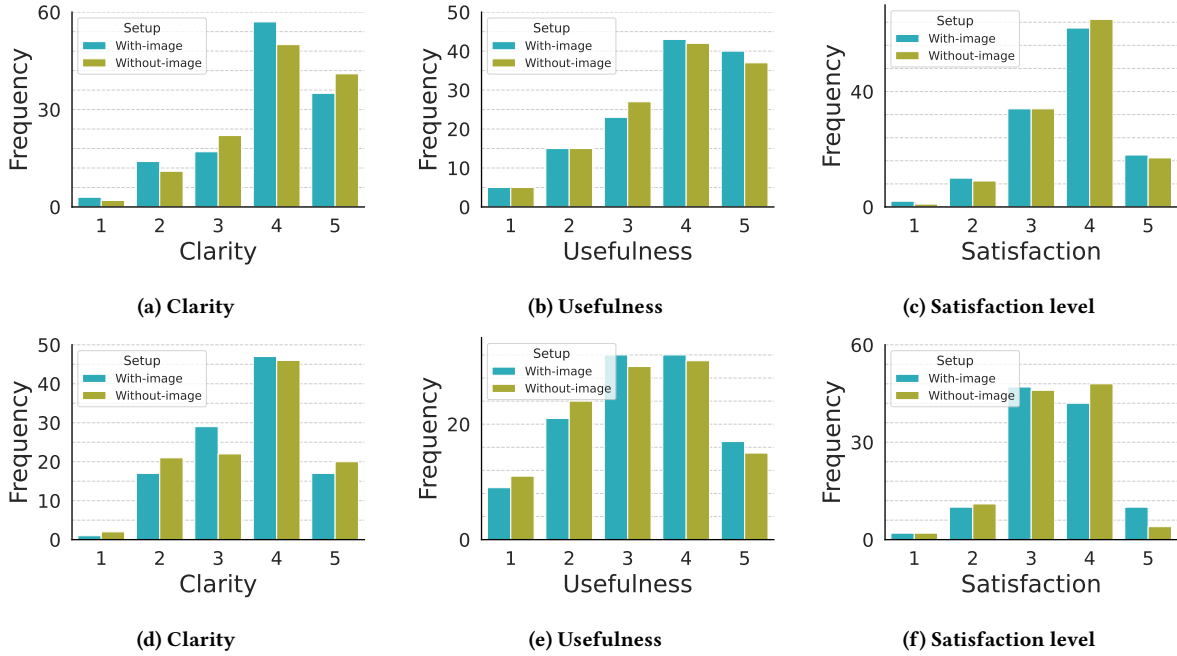 Frequency
60
30
0
Setup
With-image
Without-image
1 2 3 4 5
Clarity
(a) Clarity
Frequency
50
40
30
20
10
0
Setup
With-image
Without-image
1 2 3 4 5
Usefulness
(b) Usefulness
Frequency
40
0
Setup
With-image
Without-image
1 2 3 4 5
Satisfaction
(c) Satisfaction level
Frequency
50
40
30
20
10
0
Setup
With-image
Without-image
1 2 3 4 5
Clarity
(d) Clarity
Frequency
20
0
Setup
With-image
Without-image
1 2 3 4 5
Usefulness
(e) Usefulness
Frequency
60
30
0
Setup
With-image
Without-image
1 2 3 4 5
Satisfaction
(f) Satisfaction level